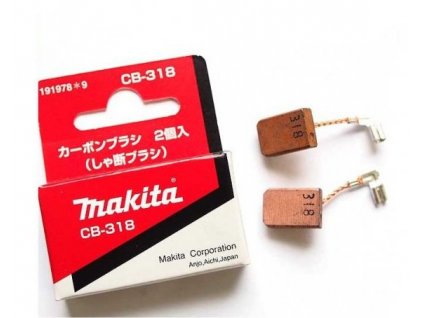 CB-318
191978*9
カーボンブラシ 2個入
(しゃ断ブラシ)
makita
CB-318
Makita Corporation
Anjo,Aichi,Japan
318
318